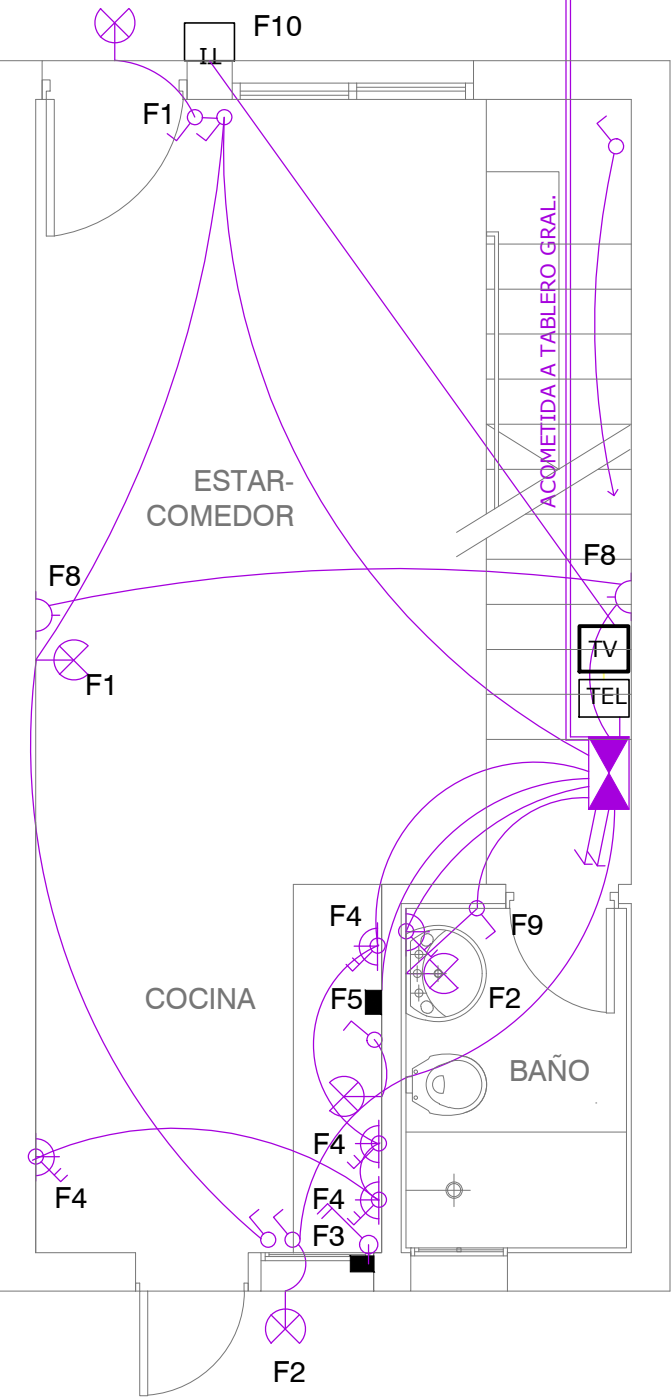 F10
IL
F1
ACOMETIDA A TABLERO GRAL.
ESTAR-
COMEDOR
F8
F8
TV
F1
TEL
F4
F9
F5
F2
COCINA
BAÑO
F4
F4
F4
F3
F2